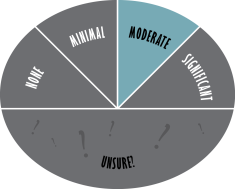 NONE
MINIMAL
MODERATE
SIGNIFICANT
UNSURE?